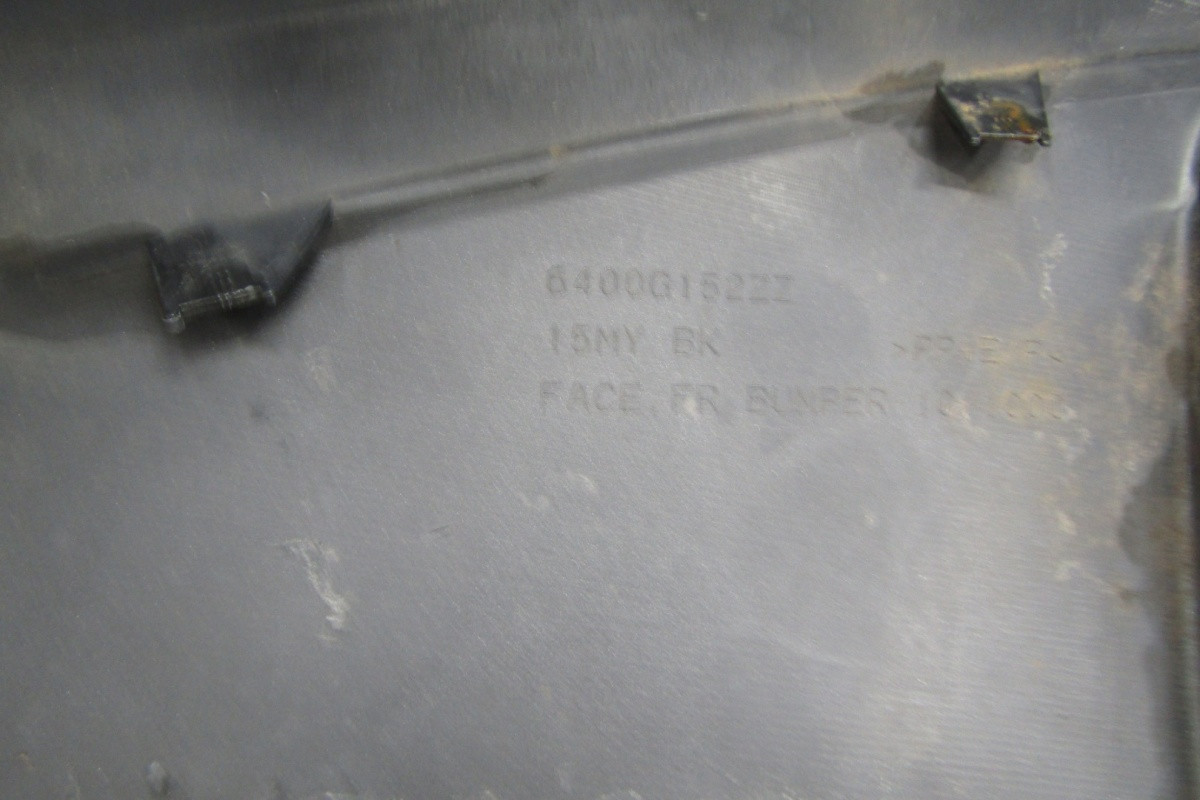 6400G152ZZ
15MY BK
FACE, FR BUMPER